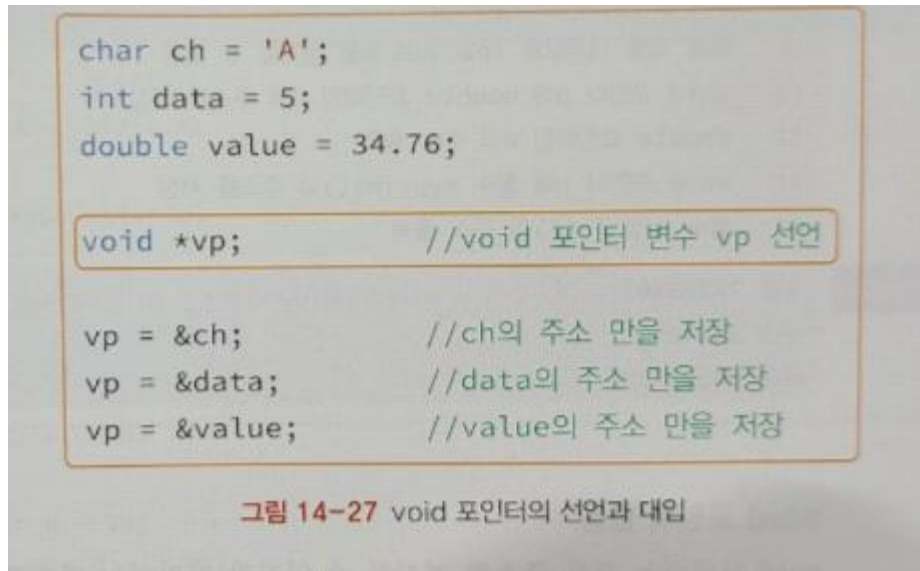 char ch = 'A';
int data = 5;
double value = 34.76;
void *vp; //void 포인터 변수 vp 선언
vp = &ch; //ch의 주소 만을 저장
vp = &data; //data의 주소 만을 저장
vp = &value; //value의 주소 만을 저장
그림 14-27 void 포인터의 선언과 대입